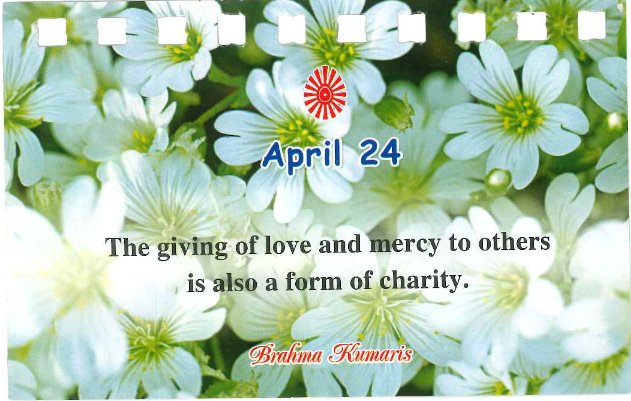 April 24
The giving of love and mercy to others
is also a form of charity.
Brahma Kumaris